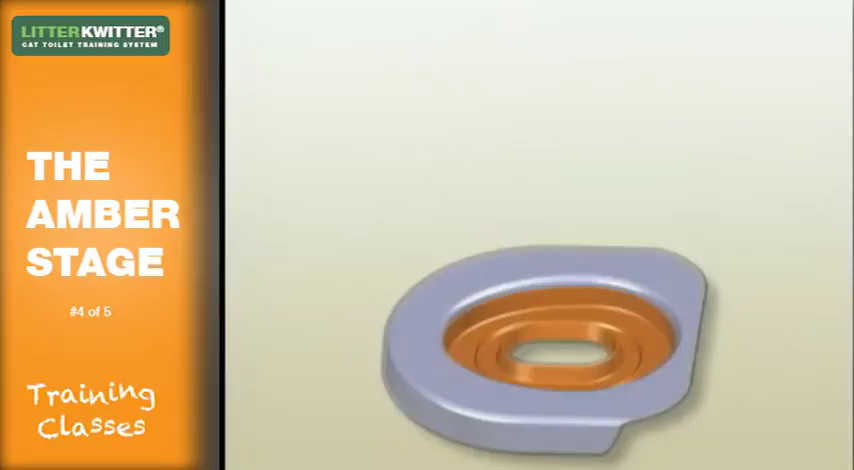 LITTERKWITTER®
CAT TOILET TRAINING SYSTEM
THE
AMBER
STAGE
#4 of 5
Training
Classes